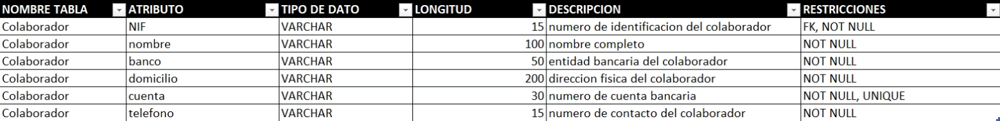 NOMBRE TABLA ATRIBUTO TIPO DE DATO LONGITUD DESCRIPCION RESTRICCIONES
Colaborador NIF VARCHAR 15 numero de identificacion del colaborador FK, NOT NULL
Colaborador nombre VARCHAR 100 nombre completo NOT NULL
Colaborador banco VARCHAR 50 entidad bancaria del colaborador NOT NULL
Colaborador domicilio VARCHAR 200 direccion fisica del colaborador NOT NULL
Colaborador cuenta VARCHAR 30 numero de cuenta bancaria NOT NULL, UNIQUE
Colaborador telefono VARCHAR 15 numero de contacto del colaborador NOT NULL